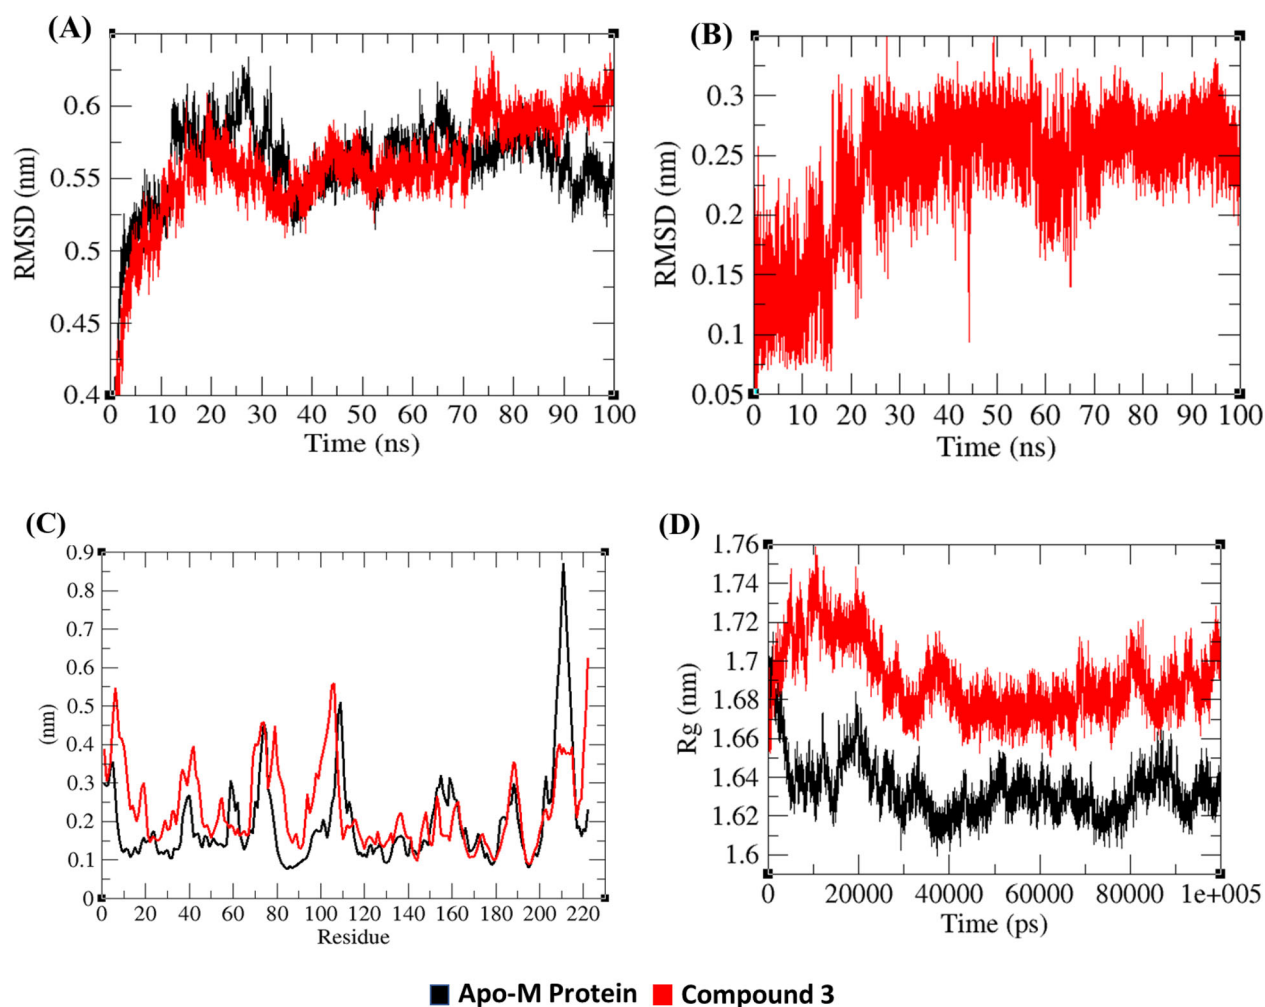 (A)
RMSD (nm)
0.6
0.55
0.5
0.45
0.4
0 10 20 30 40 50 60 70 80 90 100
Time (ns)
(B)
RMSD (nm)
0.3
0.25
0.2
0.15
0.1
0.05
0 10 20 30 40 50 60 70 80 90 100
Time (ns)
(C)
(nm)
0.9
0.8
0.7
0.6
0.5
0.4
0.3
0.2
0.1
0
0 20 40 60 80 100 120 140 160 180 200 220
Residue
(D)
Rg (nm)
1.76
1.74
1.72
1.7
1.68
1.66
1.64
1.62
1.6
0 20000 40000 60000 80000 1e+05
Time (ps)
Apo-M Protein Compound 3